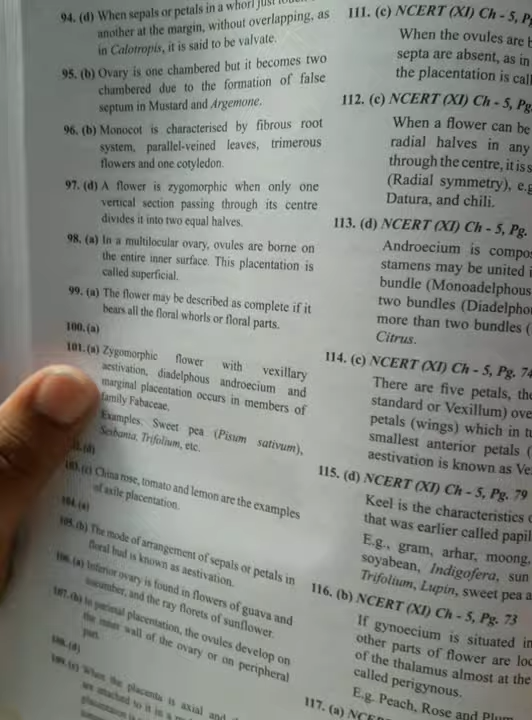 94. (d) When sepals or petals in a whorl just
another at the margin, without overlapping, as
in Calotropis, it is said to be valvate.
95. (b) Ovary is one chambered but it becomes two
chambered due to the formation of false
septum in Mustard and Argemone.
96. (b) Monocot is characterised by fibrous root
system, parallel-veined leaves, trimerous
flowers and one cotyledon.
97. (d) A flower is zygomorphic when only one
vertical section passing through its centre
divides it into two equal halves.
98. (a) In a multilocular ovary, ovules are borne on
the entire inner surface. This placentation is
called superficial.
99. (a) The flower may be described as complete if it
bears all the floral whorls or floral parts.
100. (a)
101. (a) Zygomorphic flower with vexillary
aestivation, diadelphous androecium and
marginal placentation occurs in members of
family Fabaceae.
Examples, Sweet pea (Pisum sativum),
Sesbania, Trifolium, etc.
(d)
103. (c) China rose, tomato and lemon are the examples
of axile placentation.
104. (a)
105. (b) The mode of arrangement of sepals or petals in
floral bud is known as aestivation.
106. (a) Inferior ovary is found in flowers of guava and
cucumber, and the ray florets of sunflower.
107. (b) In parietal placentation, the ovules develop on
the inner wall of the ovary or on peripheral
part.
108. (d)
109. (c) When the placenta is axial and
are attached to it in a
111. (c) NCERT (XI) Ch - 5,
When the ovules are
septa are absent, as in
the placentation is
112. (c) NCERT (XI) Ch - 5, Pg.
When a flower can be
radial halves in any
through the centre, it is
(Radial symmetry), e.g
Datura, and chili.
113. (d) NCERT (XI) Ch - 5, Pg.
Androecium is
stamens may be united
bundle (Monoadelphous
two bundles
more than two bundles (
Citrus.
114. (c) NCERT (XI) Ch - 5, Pg. 74
There are five petals,
standard or Vexillum)
petals (wings) which in
smallest anterior petals (
aestivation is known as
115. (d) NCERT (XI) Ch - 5, Pg. 79
Keel is the characteristics
that was earlier called
E.g., gram, arhar, moong,
soyabean, Indigofera, sun
Trifolium, Lupin, sweet pea
116. (b) NCERT (XI) Ch - 5, Pg. 73
If gynoecium is situated in
other parts of flower are
of the thalamus almost at the
called perigynous.
E.g. Peach, Rose and Plum
117. (a)